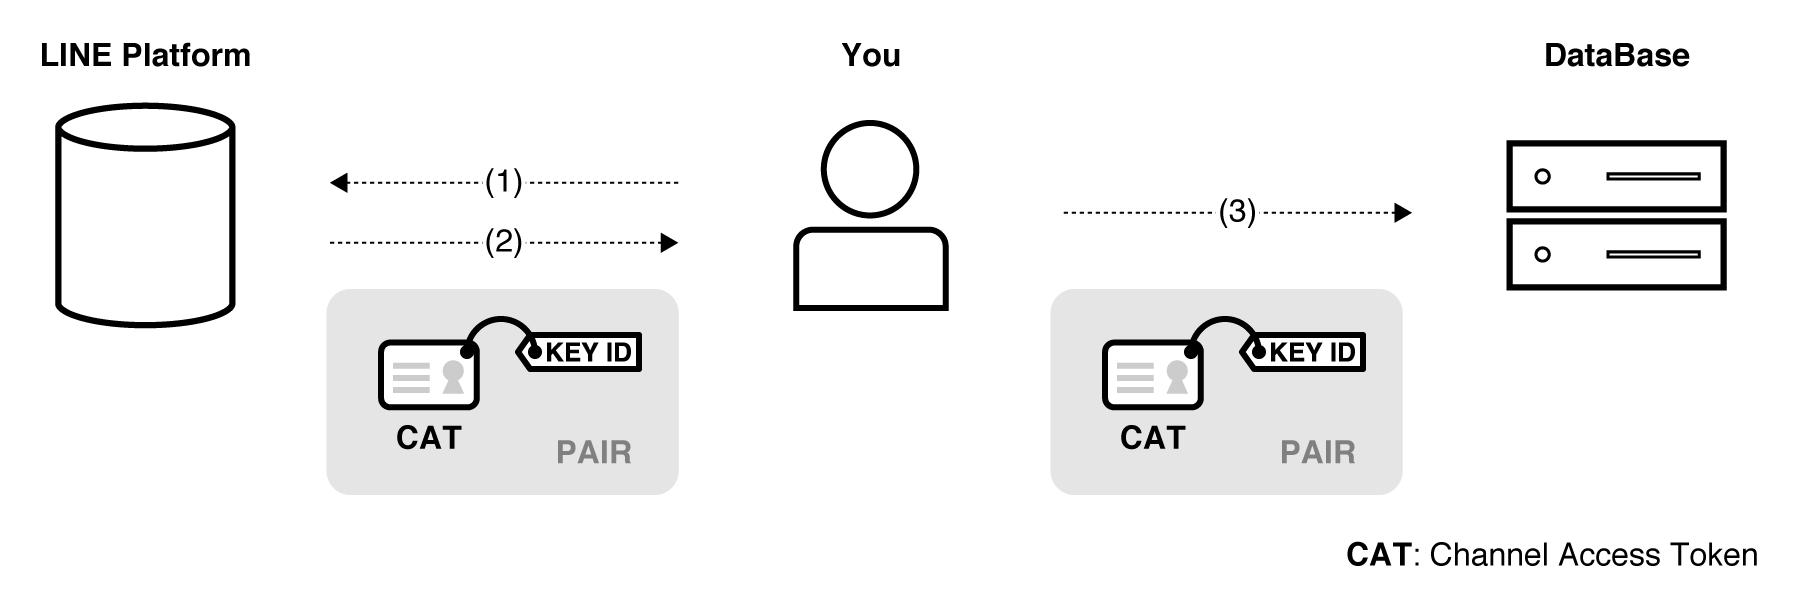 LINE Platform
You
DataBase
(1)
(2)
(3)
KEY ID
CAT
PAIR
KEY ID
CAT
PAIR
CAT: Channel Access Token